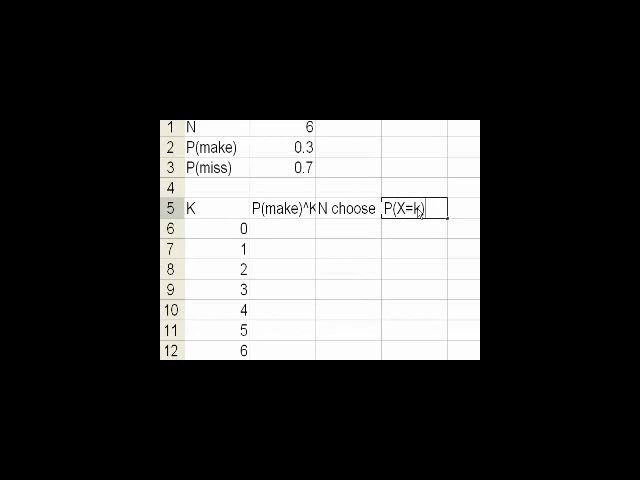 1 N 6
2 P(make) 0.3
3 P(miss) 0.7
4
5 K P(make)^K N choose P(X=k)
6 0
7 1
8 2
9 3
10 4
11 5
12 6